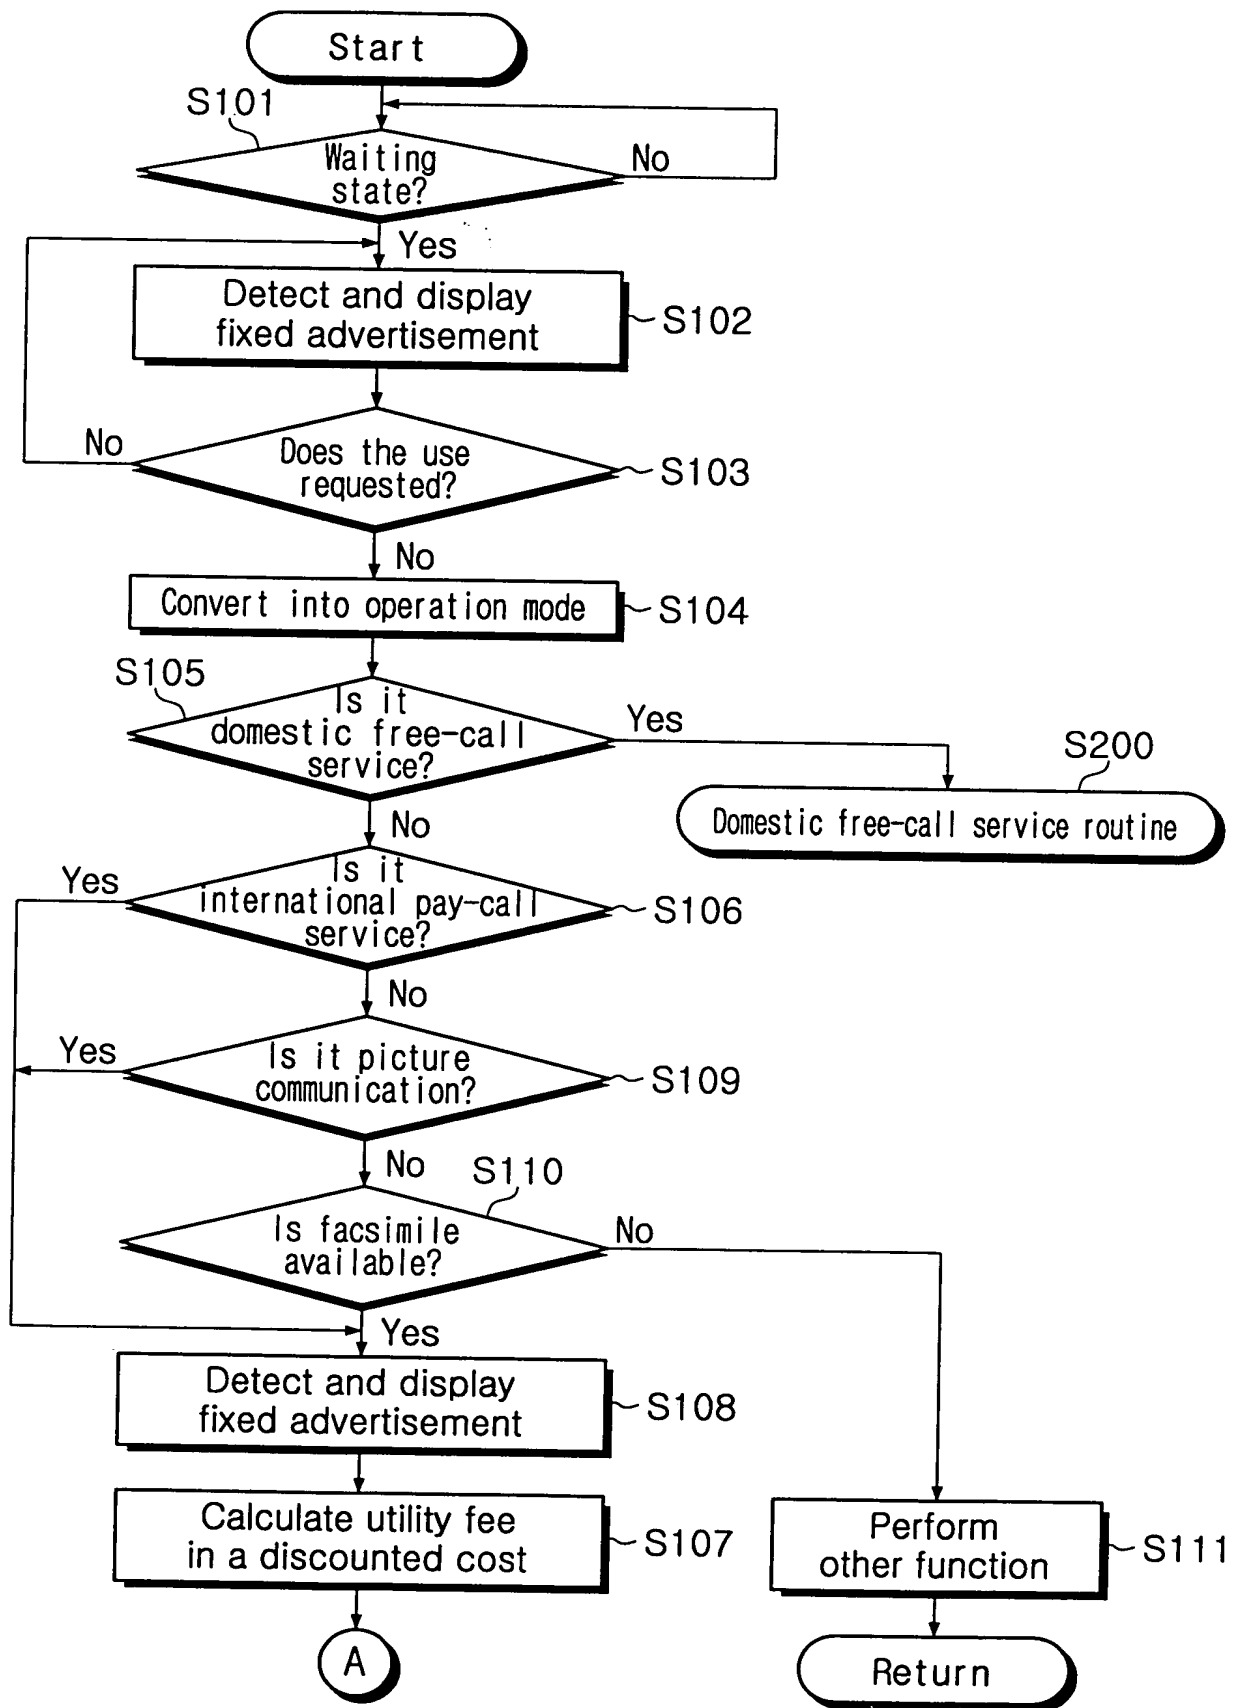 Start
S101
Waiting
state?
No
Yes
Detect and display
fixed advertisement
S102
No
Does the use
requested?
S103
No
Convert into operation mode
S104
S105
Is it
domestic free-call
service?
Yes
S200
Domestic free-call service routine
No
Yes
Is it
international pay-call
service?
S106
No
Yes
Is it picture
communication?
S109
No
S110
Is facsimile
available?
No
Yes
Detect and display
fixed advertisement
S108
Calculate utility fee
in a discounted cost
S107
Perform
other function
S111
A
Return